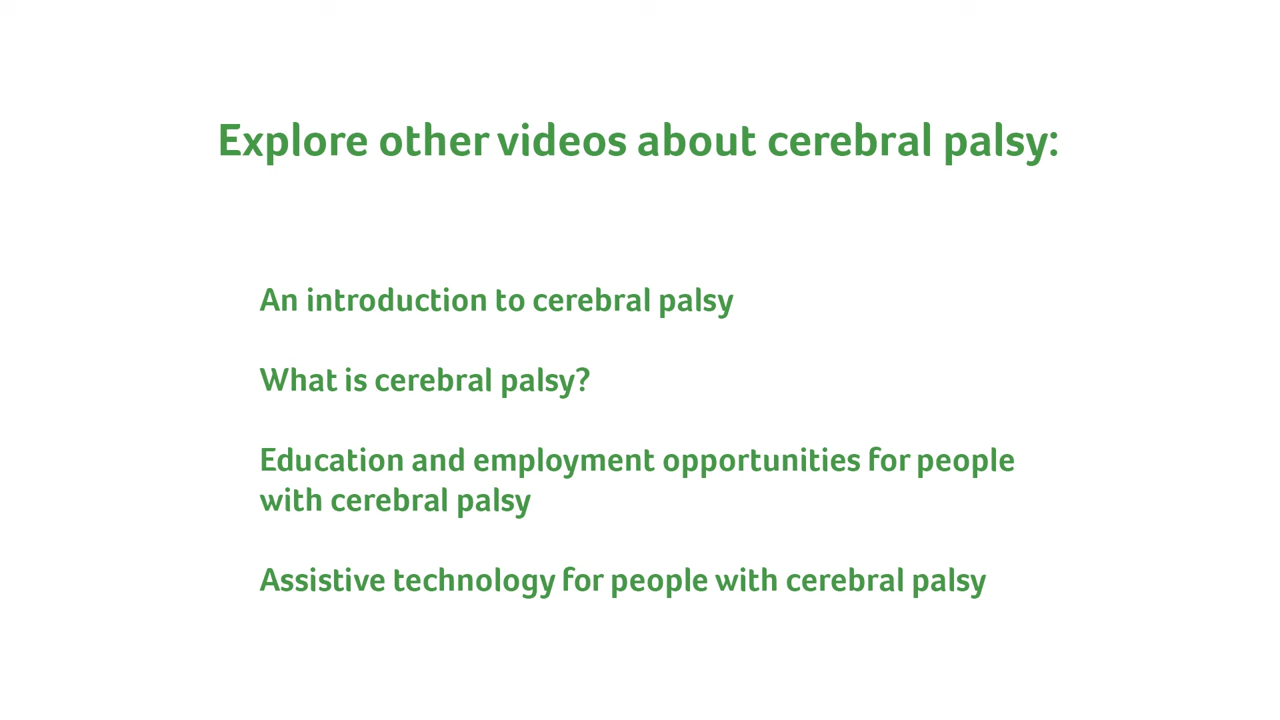 Explore other videos about cerebral palsy:
An introduction to cerebral palsy
What is cerebral palsy?
Education and employment opportunities for people
with cerebral palsy
Assistive technology for people with cerebral palsy